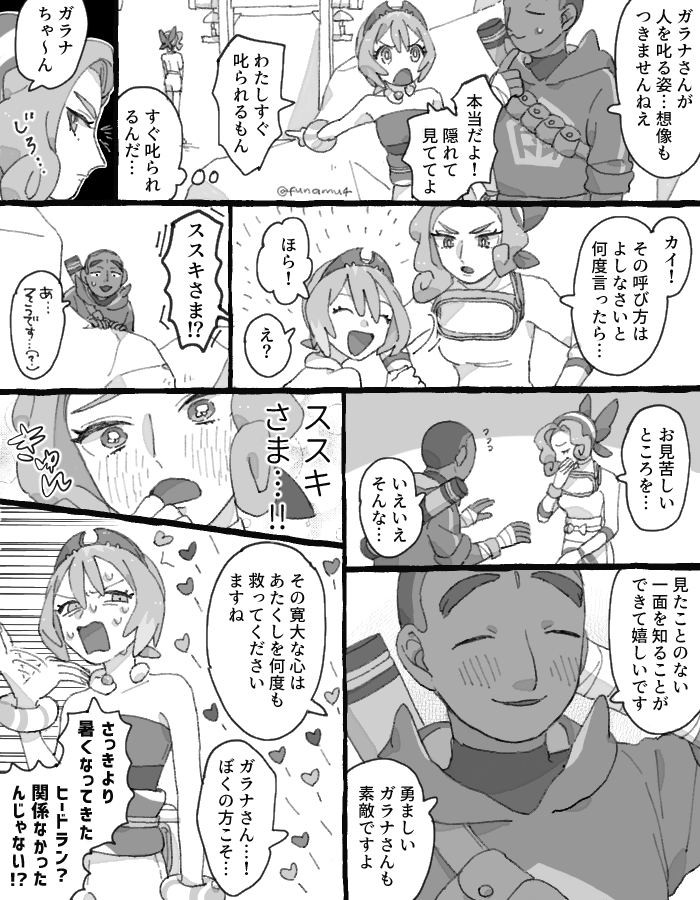 ガラナさんが
人を叱る姿…想像も
つきませんねえ
本当だよ!
隠れて
見ててよ
わたしすぐ
叱られるもん
すぐ叱られ
るんだ…
@funamu4
ガラナ
ちゃ〜ん
じろ…
カイ!
その呼び方は
よしなさいと
何度言ったら…
ほら!
え?
ススキさま!?
あ…
そうです…(?)
お見苦しい
ところを…
いえいえ
そんな…
ススキ
さま…!!
きゅん
見たことのない
一面を知ることが
できて嬉しいです
勇ましい
ガラナさんも
素敵ですよ
その寛大な心は
あたくしを何度も
救ってください
ますね
ガラナさん…!
ぼくの方こそ…
さっきより
暑くなってきた
ヒードラン?
関係なかった
んじゃない!?